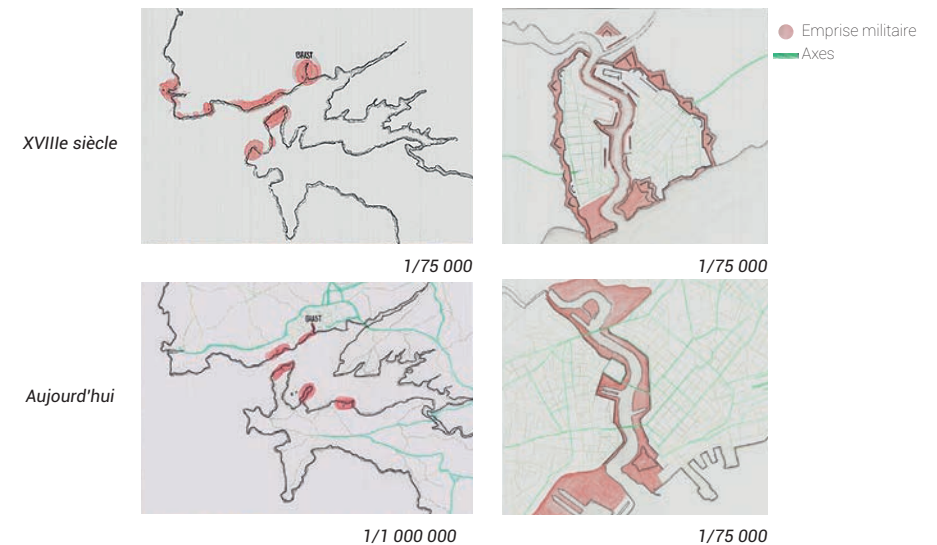 BREST
Emprise militaire
Axes
XVIIIe siècle
1/75 000
1/75 000
BREST
Aujourd'hui
1/1 000 000
1/75 000